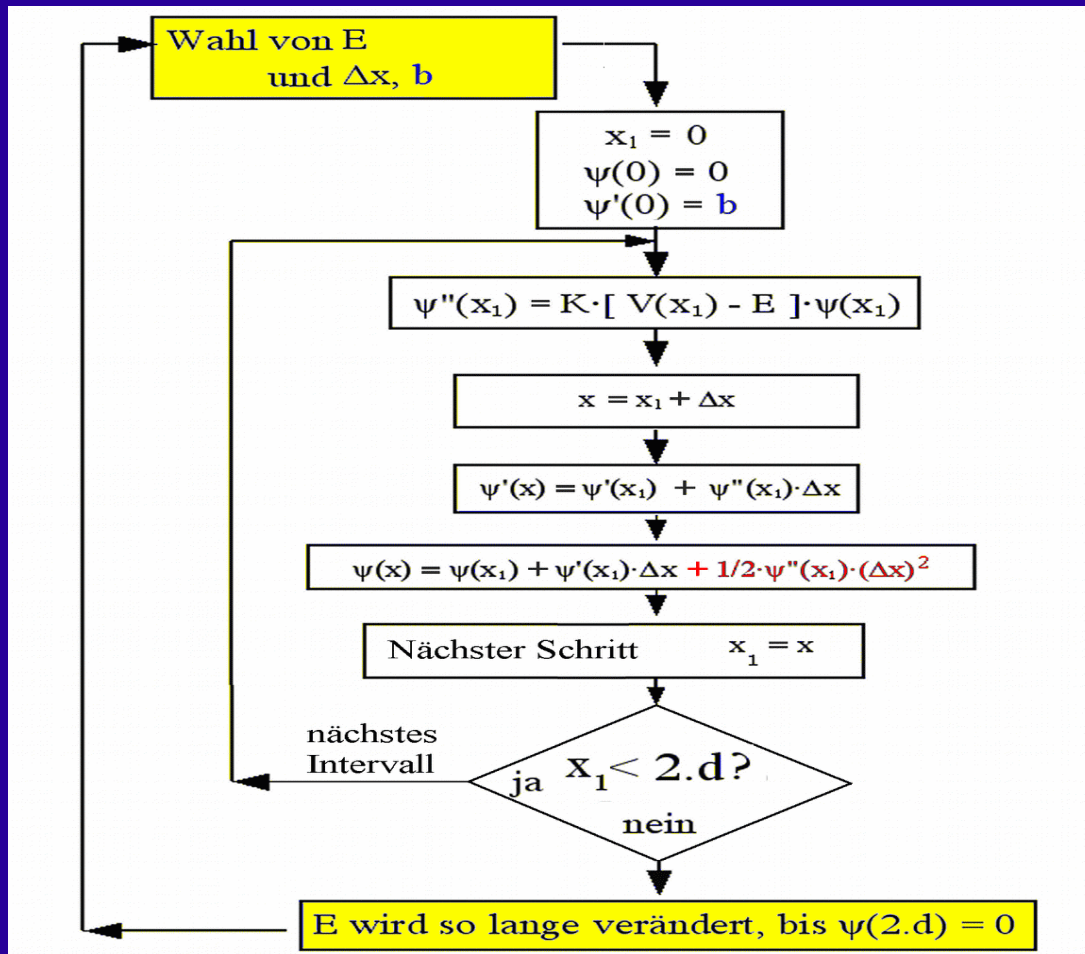 Wahl von E
und Δx, b
x₁ = 0
ψ(0) = 0
ψ'(0) = b
ψ"(x₁) = K·[ V(x₁) - E ]·ψ(x₁)
x = x₁ + Δx
ψ'(x) = ψ'(x₁) + ψ"(x₁)·Δx
ψ(x) = ψ(x₁) + ψ'(x₁)·Δx + 1/2·ψ"(x₁)·(Δx)²
Nächster Schritt x₁ = x
nächstes
Intervall
ja x₁ < 2.d?
nein
E wird so lange verändert, bis ψ(2.d) = 0